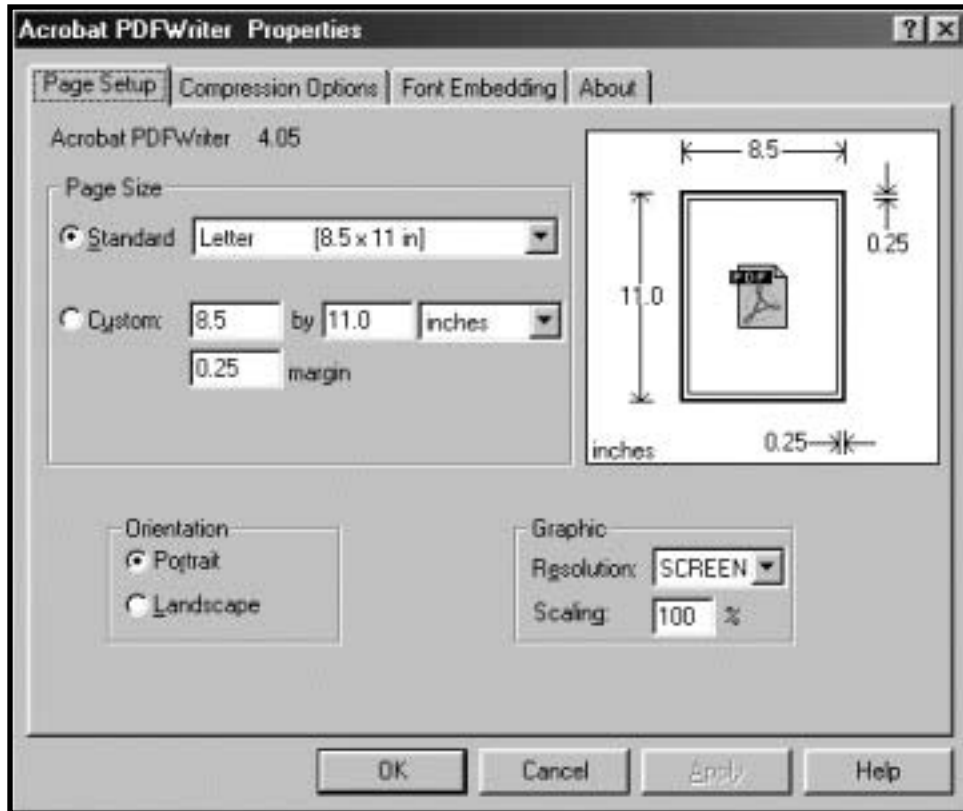 Acrobat PDFWriter Properties
Page Setup Compression Options Font Embedding About
Acrobat PDFWriter 4.05
Page Size
Standard Letter [8.5 x 11 in]
Custom: 8.5 by 11.0 inches
0.25 margin
8.5
0.25
11.0
PDF
0.25
inches
Orientation
Portrait
Landscape
Graphic
Resolution: SCREEN
Scaling: 100 %
OK Cancel Apply Help